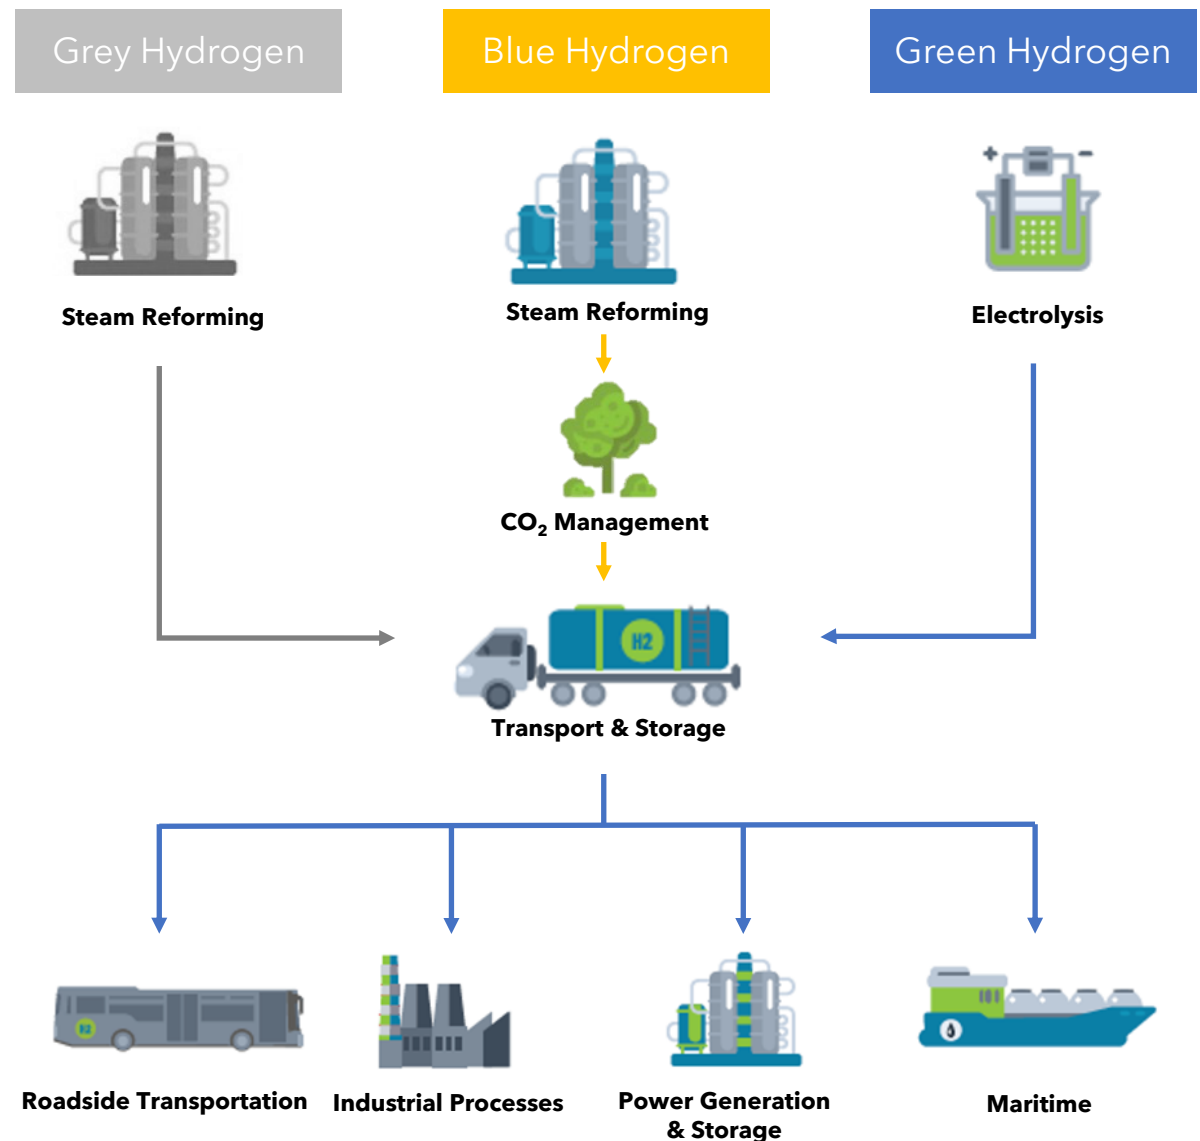 Grey Hydrogen
Blue Hydrogen
Green Hydrogen
+ −
Steam Reforming
Steam Reforming
Electrolysis
CO₂ Management
H2
Transport & Storage
H2
Roadside Transportation
Industrial Processes
Power Generation
& Storage
Maritime